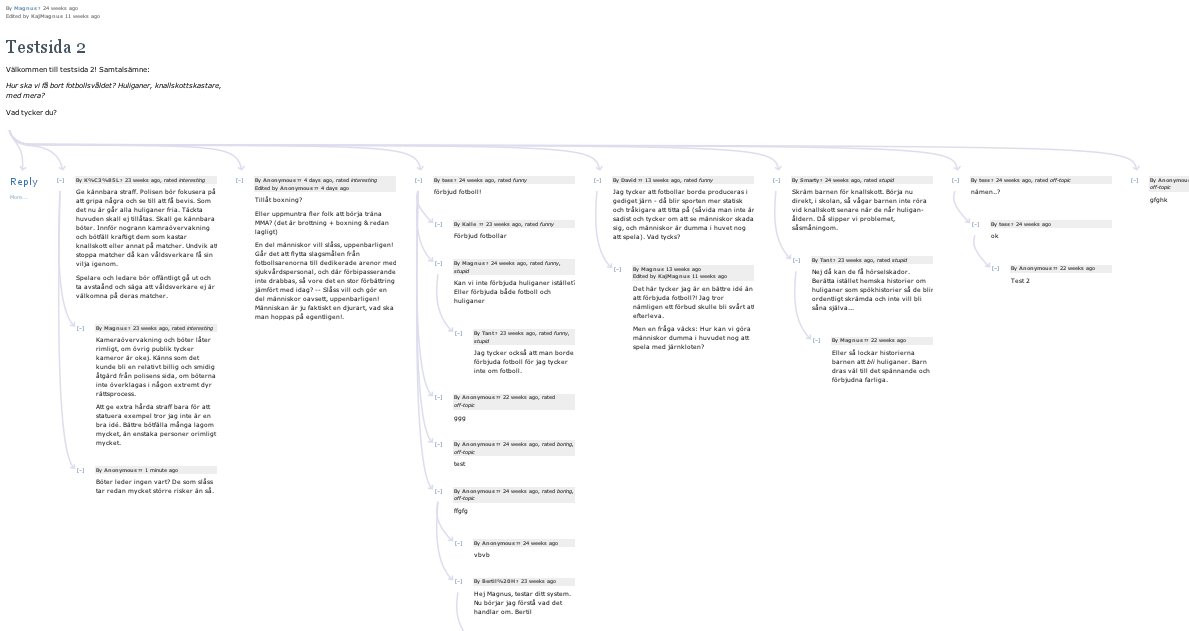 By Magnus ?? 24 weeks ago
Edited by KajMagnus 11 weeks ago
Testsida 2
Välkommen till testsida 2! Samtalsämne:
Hur ska vi få bort fotbollsvåldet? Huliganer, knallskottskastare,
med mera?
Vad tycker du?
Reply
More...
[–] By K%C3%85L? 23 weeks ago, rated interesting
Ge kännbara straff. Polisen bör fokusera på
att gripa några och se till att få bevis. Som
det nu är går alla huliganer fria. Täckta
huvuden skall ej tillåtas. Skall ge kännbara
böter. Inför nogrann kamraövervakning
och bötfäll kraftigt dem som kastar
knallskott eller annat på matcher. Undvik att
stoppa matcher då kan våldsverkare få sin
vilja igenom.
Spelare och ledare bör offäntligt gå ut och
ta avstaånd och säga att våldsverkare ej är
välkomna på deras matcher.
[–] By Magnus ? 23 weeks ago, rated interesting
Kameraövervakning och böter låter
rimligt, om övrig publik tycker
kameror är okej. Känns som det
kunde bli en relativt billig och smidig
åtgärd från polisens sida, om böterna
inte överklagas i någon extremt dyr
rättsprocess.
Att ge extra hårda straff bara för att
statuera exempel tror jag inte är en
bra idé. Bättre bötfälla många lagom
mycket, än enstaka personer orimligt
mycket.
[–] By Anonymous ?? 1 minute ago
Böter leder ingen vart? De som slåss
tar redan mycket större risker än så.
[–] By Anonymous ?? 4 days ago, rated interesting
Edited by Anonymous ?? 4 days ago
Tillåt boxning?
Eller uppmuntra fler folk att börja träna
MMA? (det är brottning + boxning & redan
lagligt)
En del människor vill slåss, uppenbarligen!
Går det att flytta slagsmålen från
fotbollsarenorna till dedikerade arenor med
sjukvårdspersonal, och där förbipasserande
inte drabbas, så vore det en stor förbättring
jämfört med idag? -- Slåss vill och gör en
del människor oavsett, uppenbarligen!
Människan är ju faktiskt en djurart, vad ska
man hoppas på egentligen!.
[–] By tess ? 24 weeks ago, rated funny
förbjud fotboll!
[–] By Kalle ? 23 weeks ago, rated funny
Förbjud fotbollar
[–] By Magnus ? 24 weeks ago, rated funny,
stupid
Kan vi inte förbjuda huliganer istället?
Eller förbjuda både fotboll och
huliganer
[–] By Tant ? 23 weeks ago, rated funny,
stupid
Jag tycker också att man borde
förbjuda fotboll för jag tycker
inte om fotboll.
[–] By Anonymous ?? 22 weeks ago, rated
off-topic
ggg
[–] By Anonymous ?? 24 weeks ago, rated boring,
off-topic
test
[–] By Anonymous ?? 24 weeks ago, rated boring,
off-topic
ffgfg
[–] By Anonymous ?? 24 weeks ago
vbvb
[–] By Bertil%20H ? 23 weeks ago
Hej Magnus, testar ditt system.
Nu börjar jag förstå vad det
handlar om. Bertil
[–] By David ? 13 weeks ago, rated funny
Jag tycker att fotbollar borde produceras i
gediget järn - då blir sporten mer statisk
och tråkigare att titta på (såvida man inte är
sadist och tycker om att se människor skada
sig, och människor är dumma i huvet nog
att spela). Vad tycks?
[–] By Magnus 13 weeks ago
Edited by KajMagnus 11 weeks ago
Det här tycker jag är en bättre idé än
att förbjuda fotboll?! Jag tror
nämligen ett förbud skulle bli svårt att
efterleva.
Men en fråga väcks: Hur kan vi göra
människor dumma i huvudet nog att
spela med järnkloten?
[–] By Smarty ? 24 weeks ago, rated stupid
Skräm barnen för knallskott. Börja nu
direkt, i skolan, så vågar barnen inte röra
vid knallskott senare när de når huligan-
åldern. Då slipper vi problemet,
såsmåningom.
[–] By Tant ? 23 weeks ago, rated stupid
Nej då kan de få hörselskador.
Berätta istället hemska historier om
huliganer som spökhistorier så de blir
ordentligt skrämda och inte vill bli
såna själva...
[–] By Magnus ?? 22 weeks ago
Eller så lockar historierna
barnen att bli huliganer. Barn
dras väl till det spännande och
förbjudna farliga.
[–] By tass ? 24 weeks ago, rated off-topic
nämen..?
[–] By tass ? 24 weeks ago
ok
[–] By Anonymous ?? 22 weeks ago
Test 2
[–] By Anonym
off-topic
gfghk